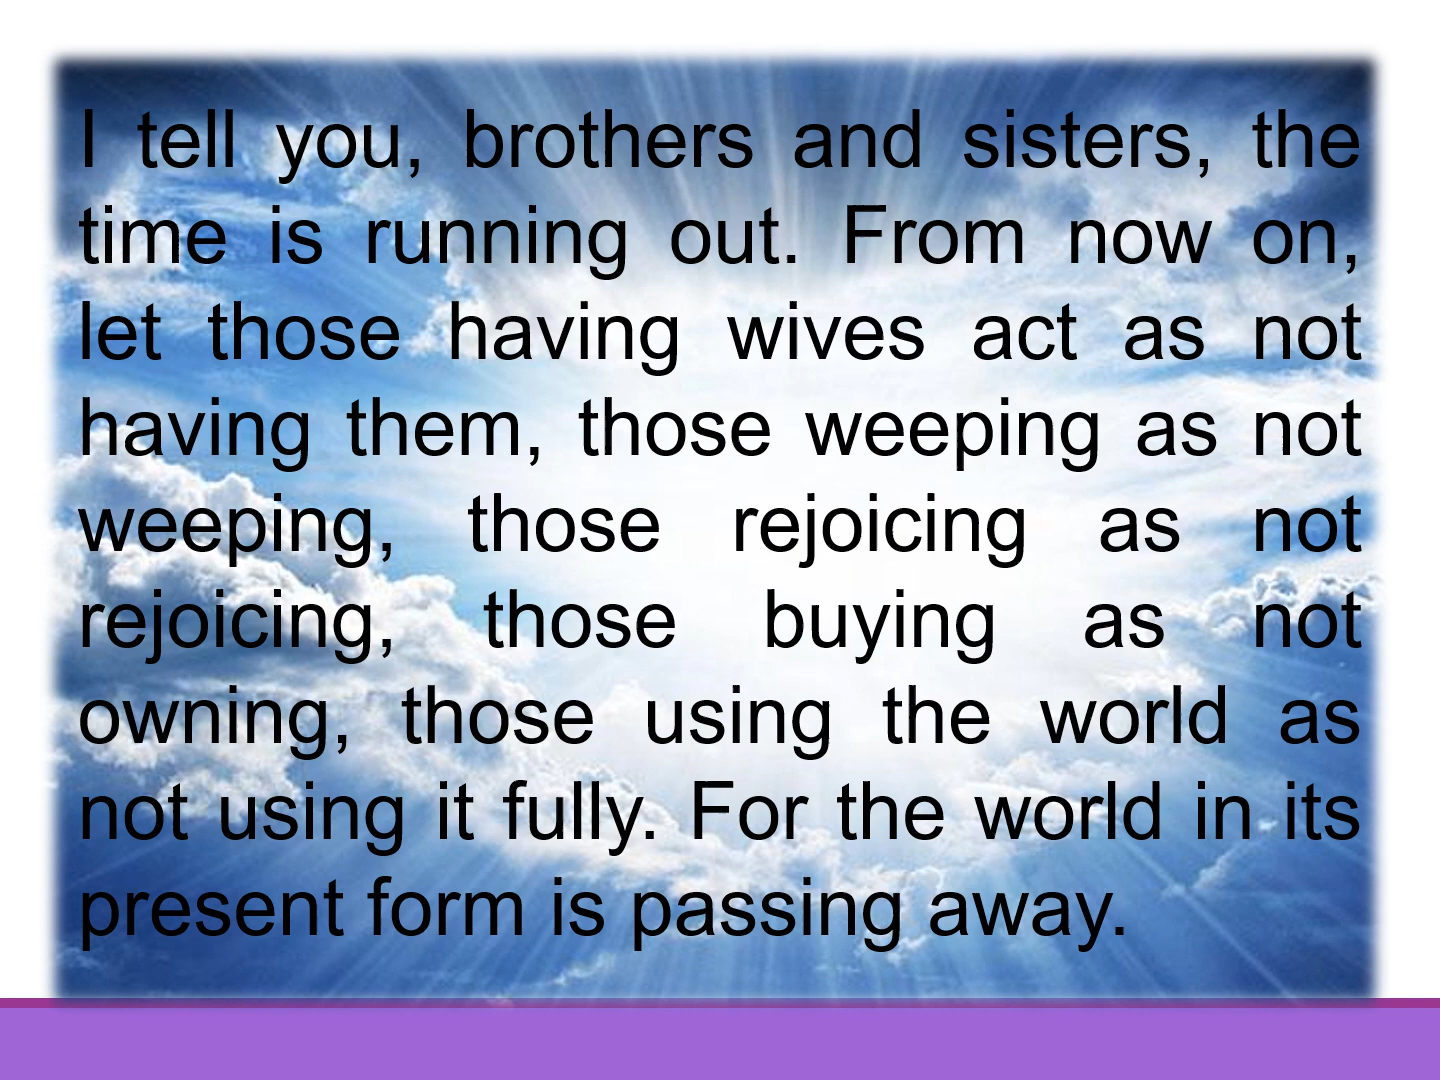 I tell you, brothers and sisters, the
time is running out. From now on,
let those having wives act as not
having them, those weeping as not
weeping, those rejoicing as not
rejoicing, those buying as not
owning, those using the world as
not using it fully. For the world in its
present form is passing away.